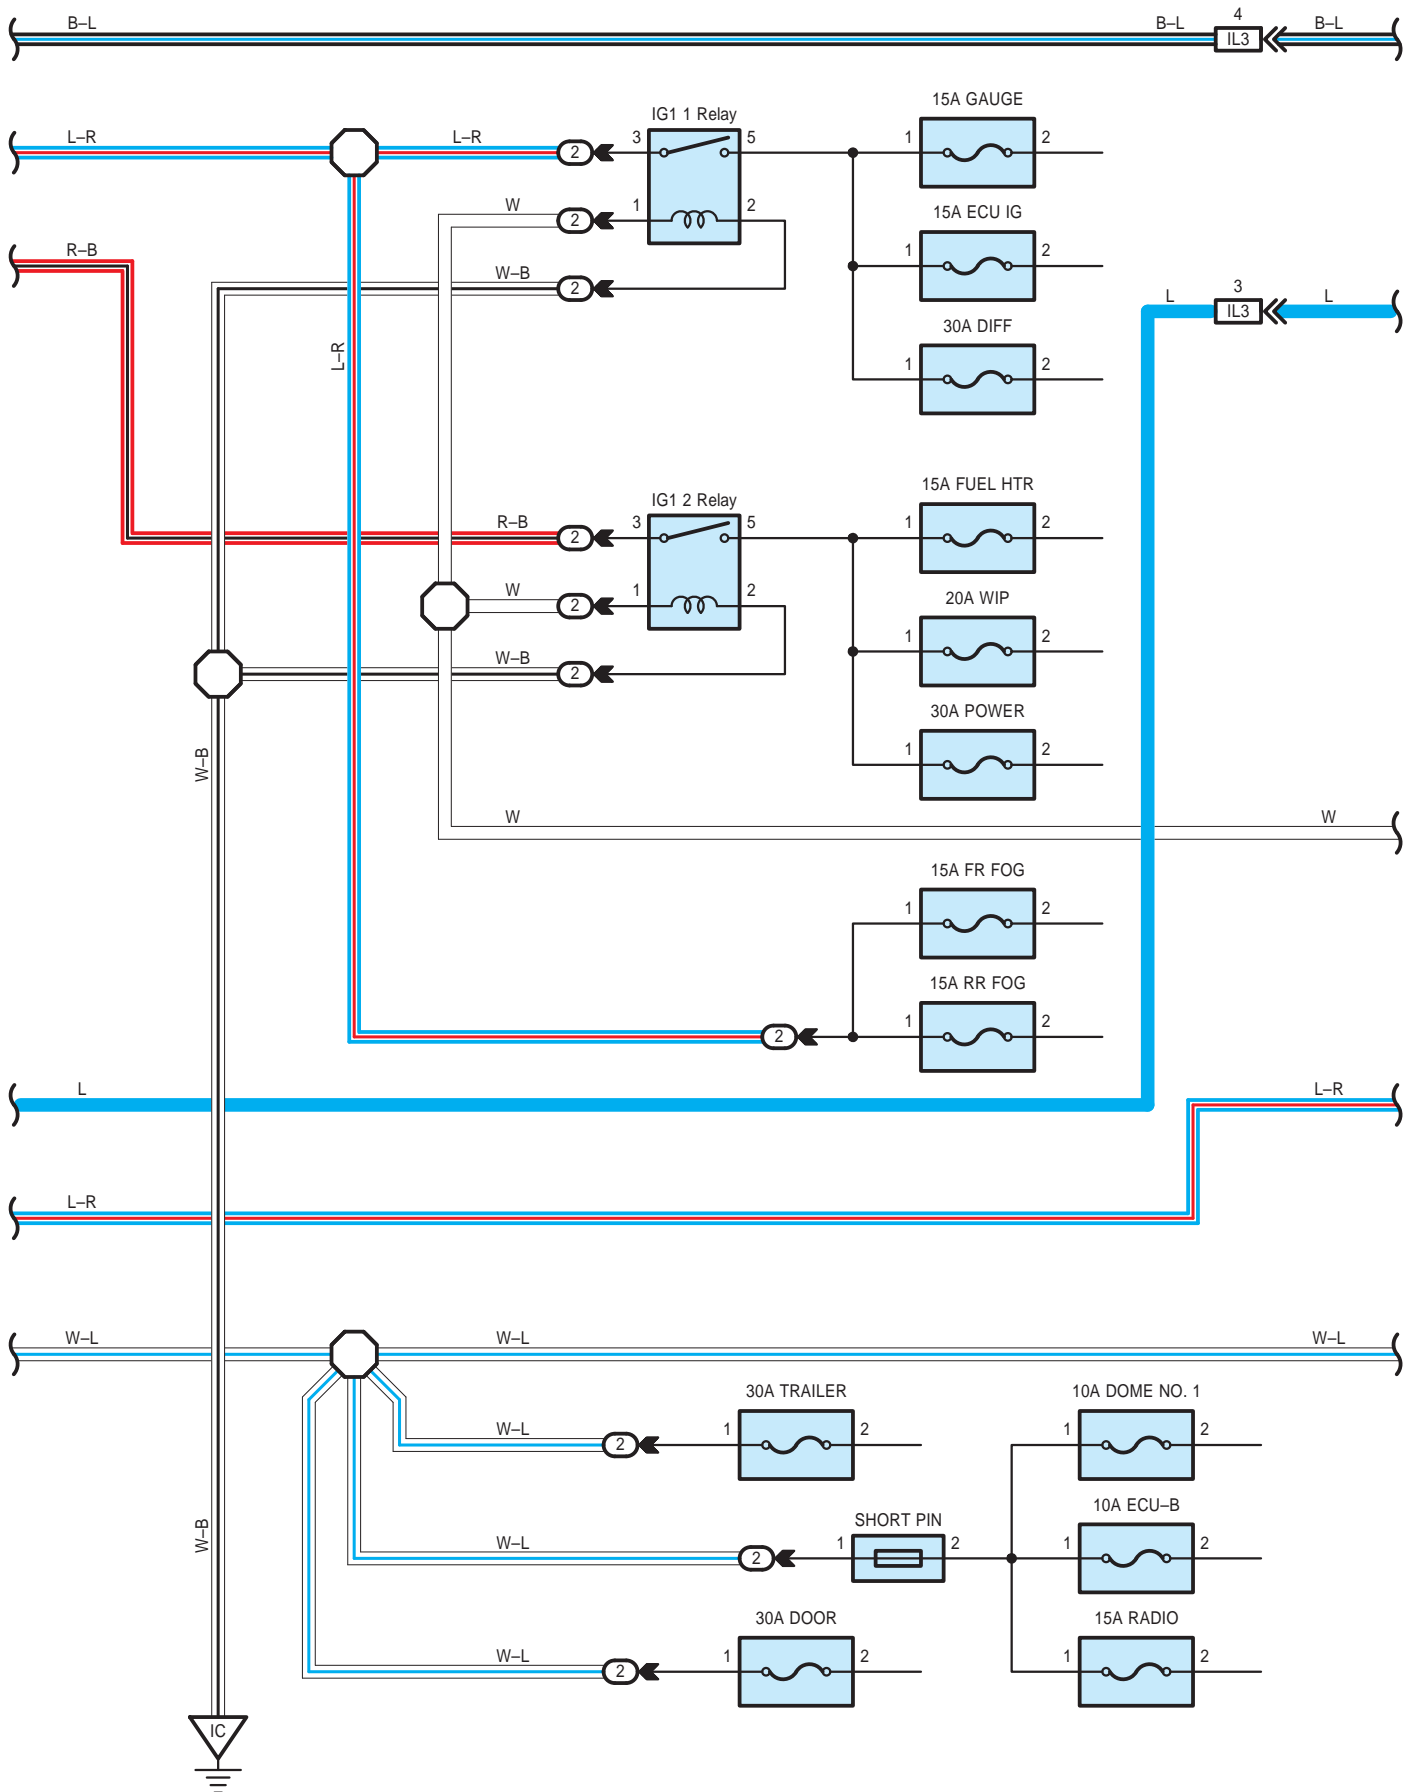 B–L B–L 4 B–L
IL3
15A GAUGE
IG1 1 Relay
L–R L–R 2 3 5 1 2
15A ECU IG
W 2 1 2
R–B 1 2
W–B 2
3
L IL3 L
30A DIFF
L–R 1 2
15A FUEL HTR
IG1 2 Relay
R–B 2 3 5 1 2
20A WIP
W 2 1 2
1 2
W–B 2
30A POWER
W–B 1 2
W W
15A FR FOG
1 2
15A RR FOG
2 1 2
L L–R
L–R
W–L W–L W–L
30A TRAILER 10A DOME NO. 1
W–L 2 1 2 1 2
10A ECU–B
SHORT PIN
W–B W–L 2 1 2 1 2
30A DOOR 15A RADIO
W–L 2 1 2 1 2
IC